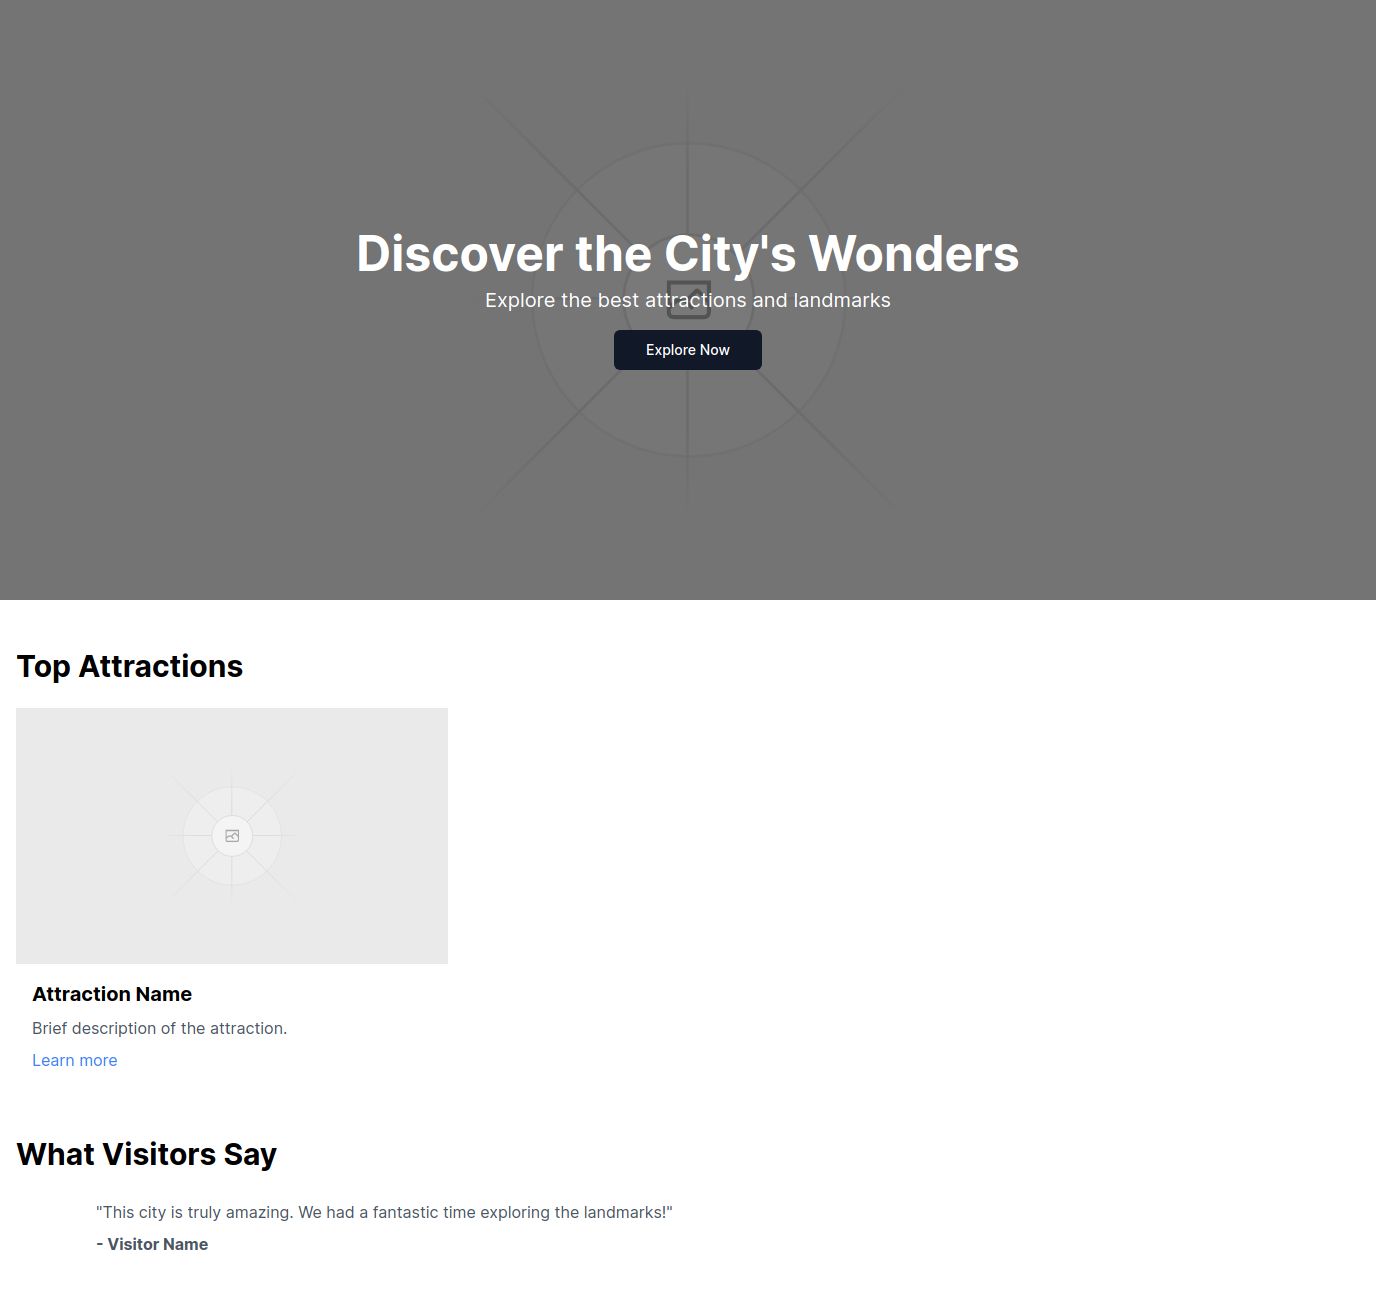 Discover the City's Wonders
Explore the best attractions and landmarks
Explore Now
Top Attractions
Attraction Name
Brief description of the attraction.
Learn more
What Visitors Say
"This city is truly amazing. We had a fantastic time exploring the landmarks!"
- Visitor Name